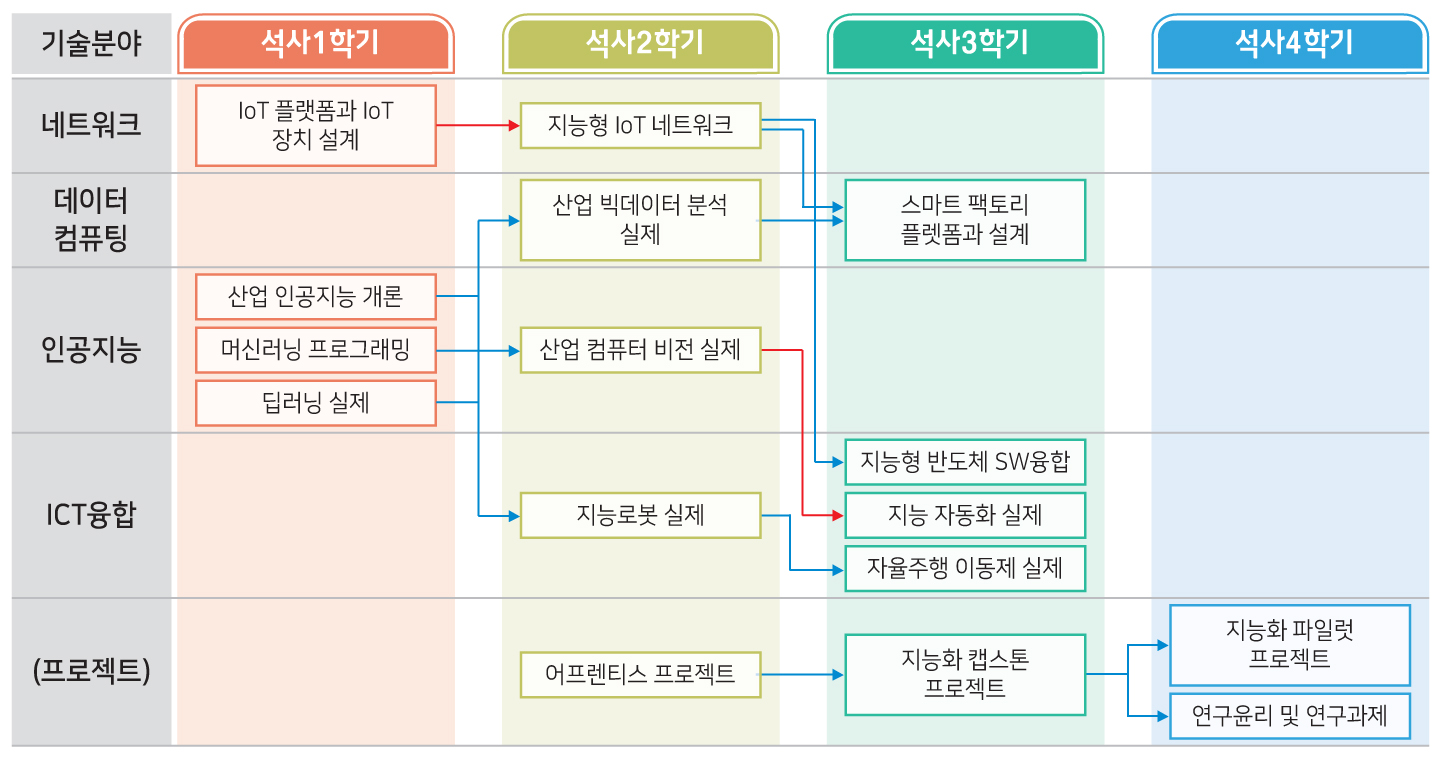 기술분야
석사1학기
석사2학기
석사3학기
석사4학기
네트워크
IoT 플랫폼과 IoT
장치 설계
지능형 IoT 네트워크
데이터
컴퓨팅
산업 빅데이터 분석
실제
스마트 팩토리
플렛폼과 설계
인공지능
산업 인공지능 개론
머신러닝 프로그래밍
딥러닝 실제
산업 컴퓨터 비전 실제
ICT융합
지능로봇 실제
지능형 반도체 SW융합
지능 자동화 실제
자율주행 이동제 실제
(프로젝트)
어프렌티스 프로젝트
지능화 캡스톤
프로젝트
지능화 파일럿
프로젝트
연구윤리 및 연구과제